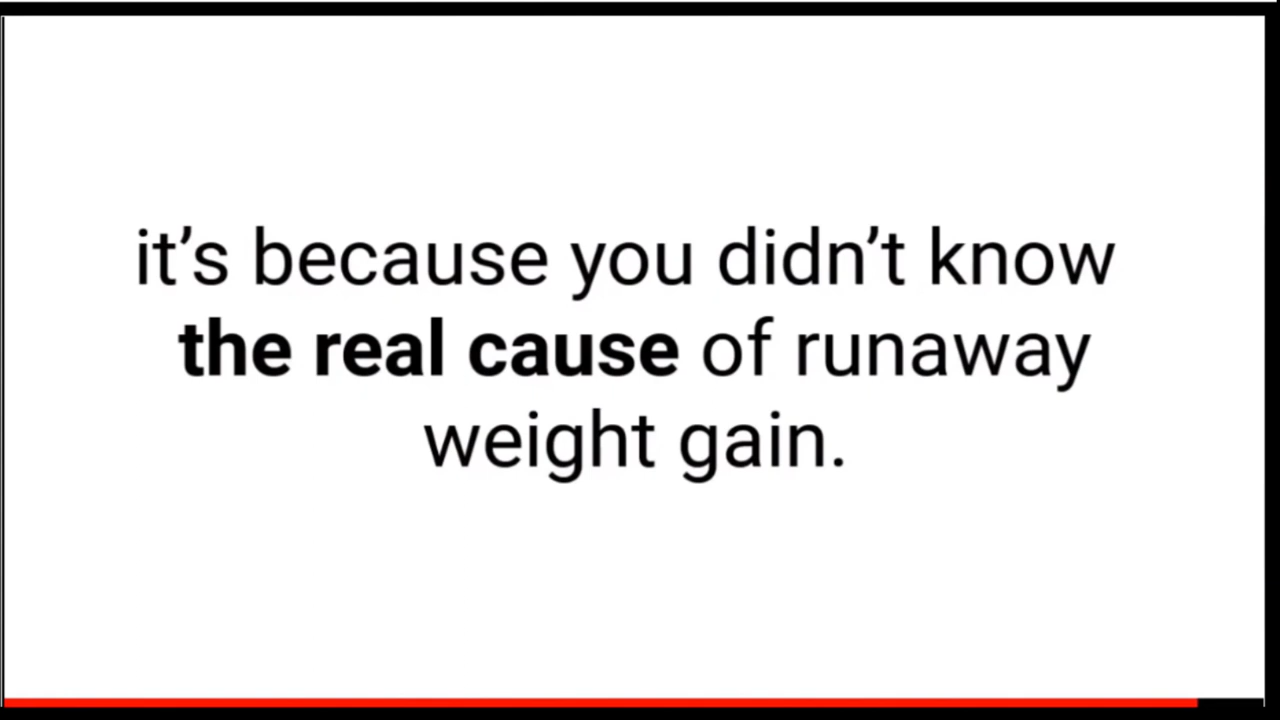 it’s because you didn’t know
the real cause of runaway
weight gain.